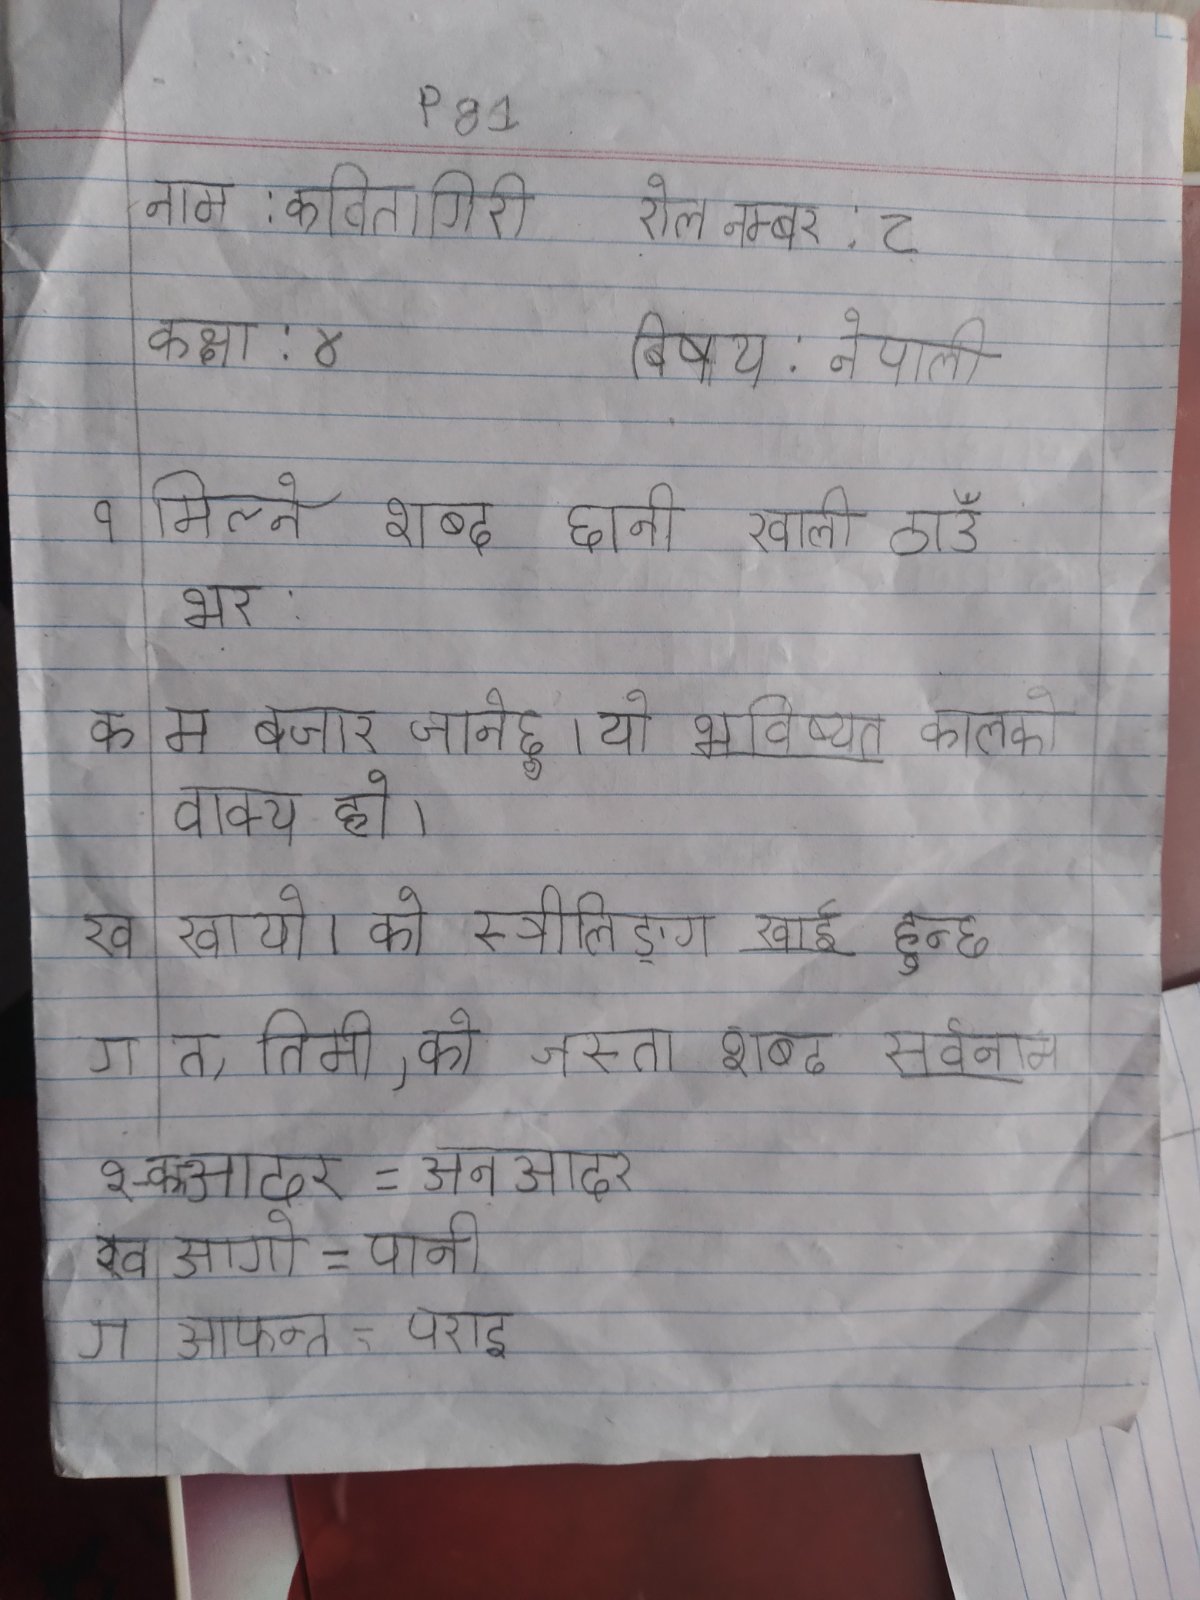 P 81
नाम : कविता गिरी रोल नम्बर : ८
कक्षा : ४ बिषय : नेपाली
१ मिल्ने शब्द छानी खाली ठाउँ
भर :
क म बजार जानेछु । यो भविष्यत कालको
वाक्य हो ।
ख खायो । को स्त्रीलिङ्ग खाई हुन्छ
ग त, तिमी, को जस्ता शब्द सर्वनाम
२ क आदर = अन आदर
ख आगो = पानी
ग आफन्त = पराइ